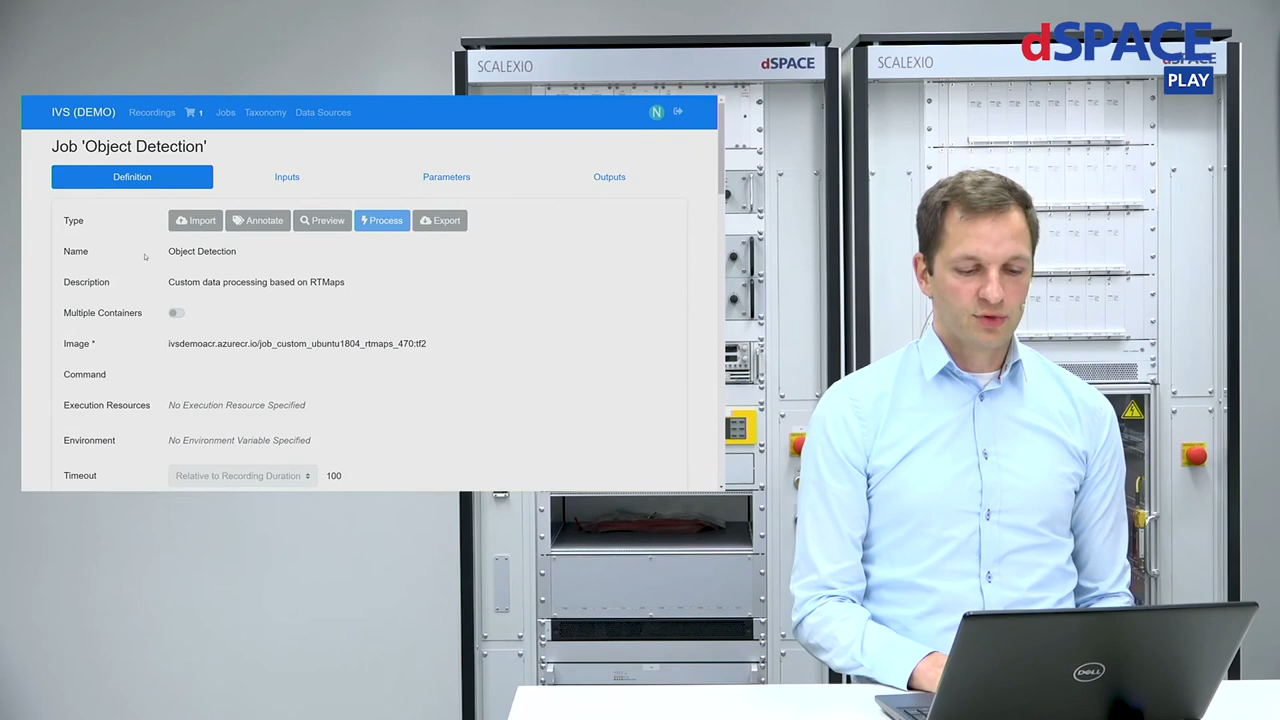 dSPACE
PLAY
SCALEXIO
dSPACE
SCALEXIO
IVS (DEMO) Recordings 1 Jobs Taxonomy Data Sources N
Job 'Object Detection'
Definition Inputs Parameters Outputs
Type Import Annotate Preview Process Export
Name Object Detection
Description Custom data processing based on RTMaps
Multiple Containers
Image * ivsdemoacr.azurecr.io/job_custom_ubuntu1804_rtmaps_470:tf2
Command
Execution Resources No Execution Resource Specified
Environment No Environment Variable Specified
Timeout Relative to Recording Duration 100
DELL